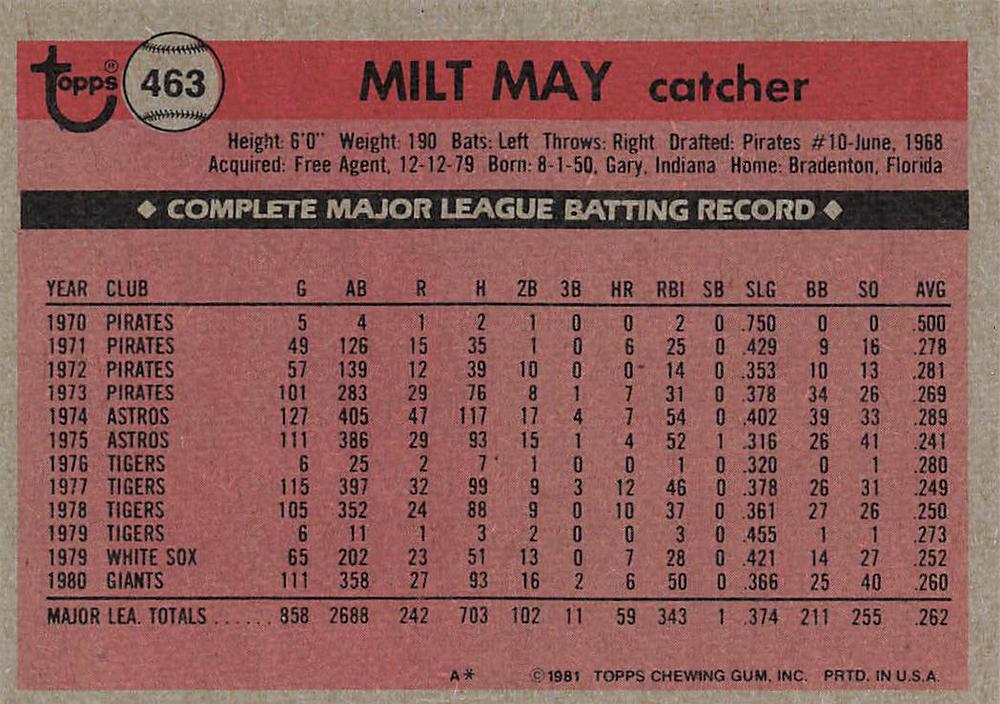 topps® 463 MILT MAY catcher
Height: 6'0" Weight: 190 Bats: Left Throws: Right Drafted: Pirates #10-June, 1968
Acquired: Free Agent, 12-12-79 Born: 8-1-50, Gary, Indiana Home: Bradenton, Florida
◆ COMPLETE MAJOR LEAGUE BATTING RECORD ◆
YEAR CLUB G AB R H 2B 3B HR RBI SB SLG BB SO AVG
1970 PIRATES 5 4 1 2 1 0 0 2 0 .750 0 0 .500
1971 PIRATES 49 126 15 35 1 0 6 25 0 .429 9 16 .278
1972 PIRATES 57 139 12 39 10 0 0 14 0 .353 10 13 .281
1973 PIRATES 101 283 29 76 8 1 7 31 0 .378 34 26 .269
1974 ASTROS 127 405 47 117 17 4 7 54 0 .402 39 33 .289
1975 ASTROS 111 386 29 93 15 1 4 52 1 .316 26 41 .241
1976 TIGERS 6 25 2 7 1 0 0 1 0 .320 0 1 .280
1977 TIGERS 115 397 32 99 9 3 12 46 0 .378 26 31 .249
1978 TIGERS 105 352 24 88 9 0 10 37 0 .361 27 26 .250
1979 TIGERS 6 11 1 3 2 0 0 3 0 .455 1 1 .273
1979 WHITE SOX 65 202 23 51 13 0 7 28 0 .421 14 27 .252
1980 GIANTS 111 358 27 93 16 2 6 50 0 .366 25 40 .260
MAJOR LEA. TOTALS ...... 858 2688 242 703 102 11 59 343 1 .374 211 255 .262
A* ©1981 TOPPS CHEWING GUM, INC. PRTD. IN U.S.A.